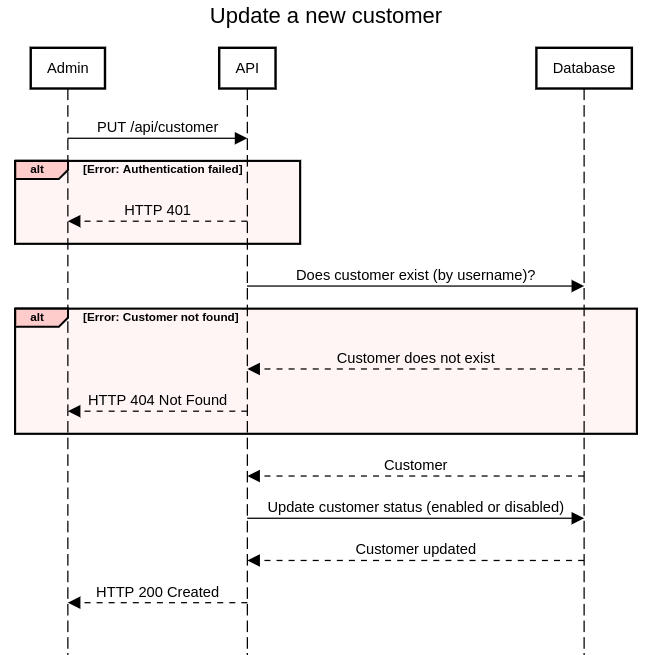 Update a new customer
Admin
API
Database
PUT /api/customer
alt
[Error: Authentication failed]
HTTP 401
Does customer exist (by username)?
alt
[Error: Customer not found]
Customer does not exist
HTTP 404 Not Found
Customer
Update customer status (enabled or disabled)
Customer updated
HTTP 200 Created